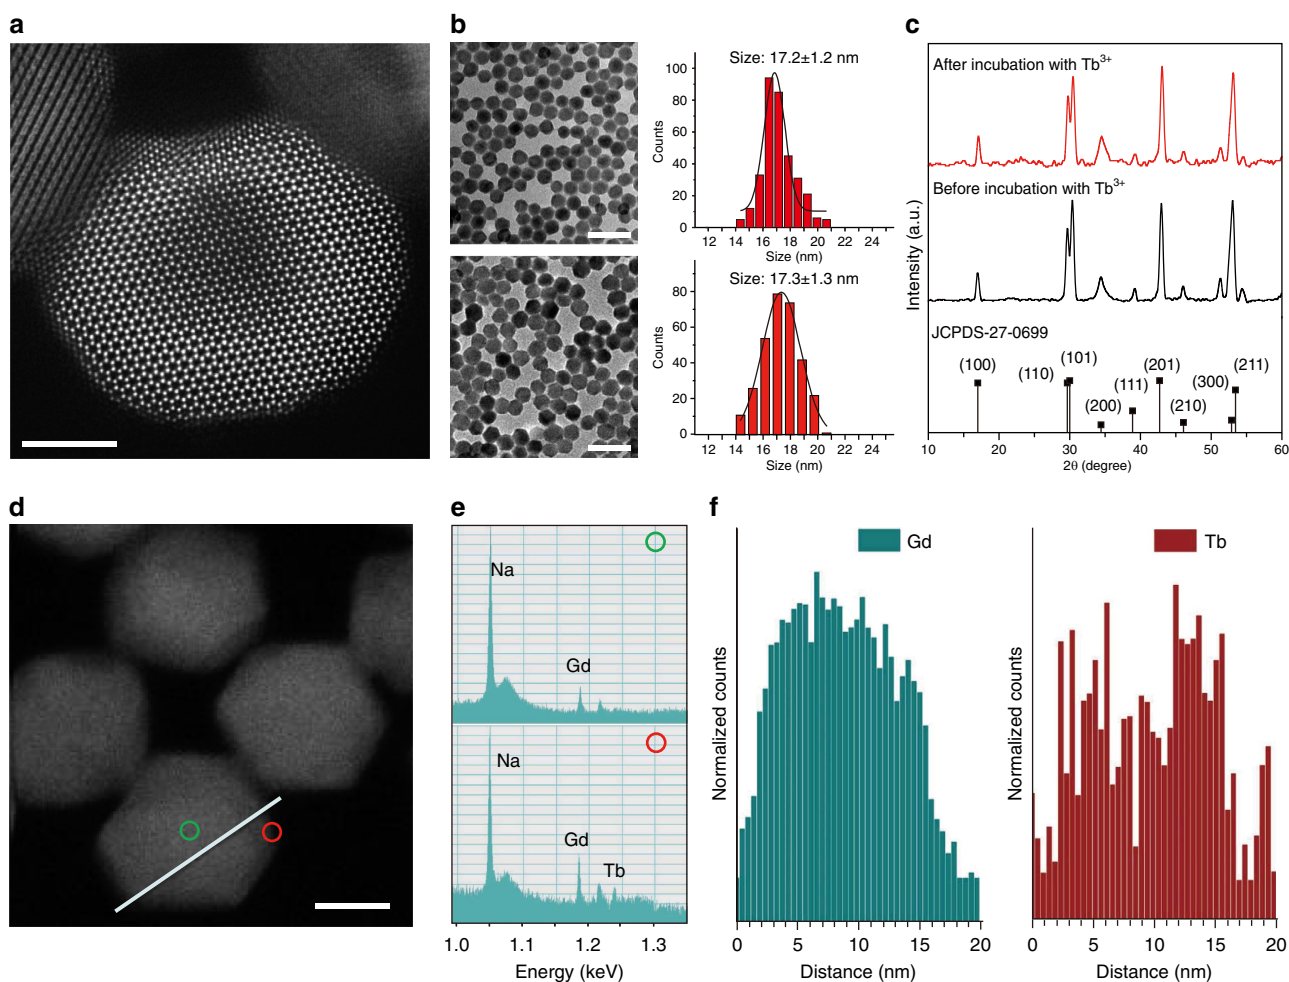 a
b
Size: 17.2±1.2 nm
100
80
60
40
20
0
Counts
12 14 16 18 20 22 24
Size (nm)
Size: 17.3±1.3 nm
80
60
40
20
0
Counts
12 14 16 18 20 22 24
Size (nm)
c
After incubation with Tb³⁺
Before incubation with Tb³⁺
JCPDS-27-0699
(100)
(110)
(101)
(200)
(111)
(201)
(210)
(300)
(211)
Intensity (a.u.)
10 20 30 40 50 60
2θ (degree)
d
e
Na
Gd
Na
Gd
Tb
1.0 1.1 1.2 1.3
Energy (keV)
f
Gd
Normalized counts
0 5 10 15 20
Distance (nm)
Tb
Normalized counts
0 5 10 15 20
Distance (nm)